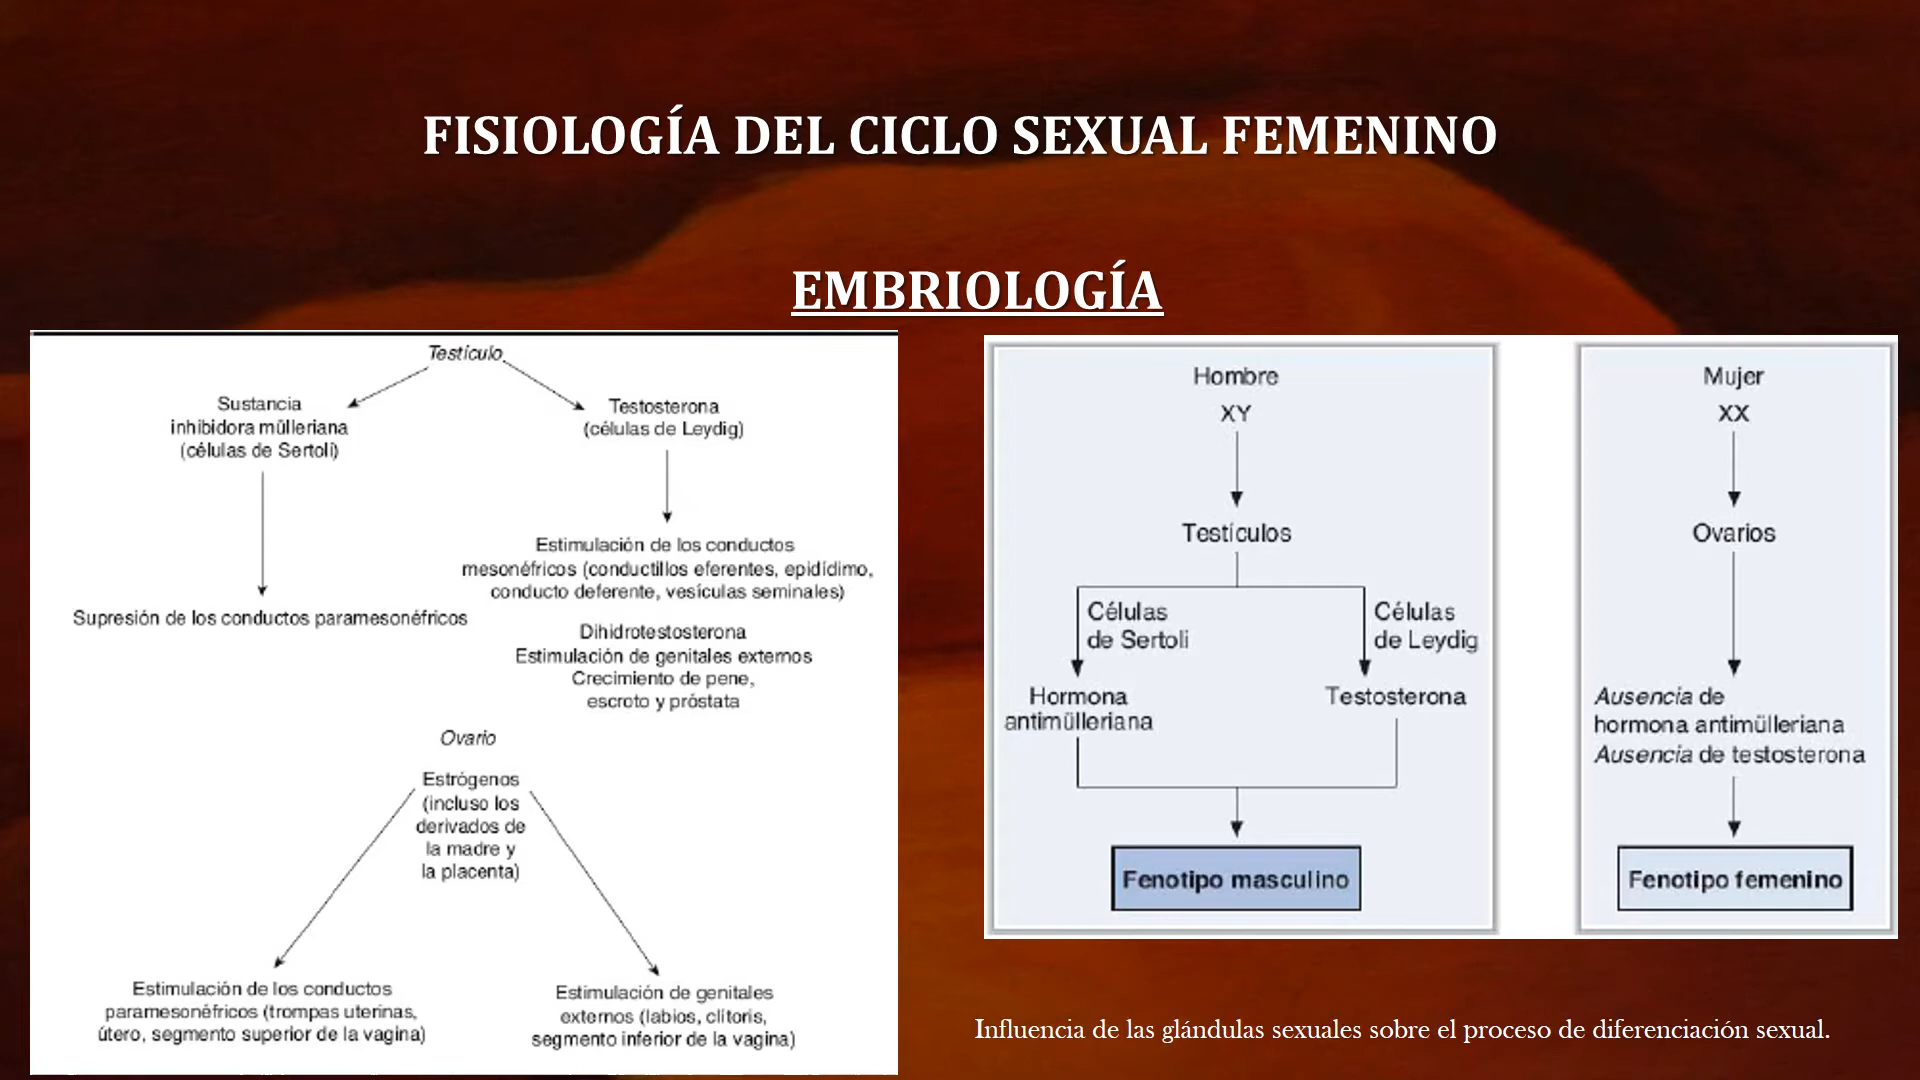 FISIOLOGÍA DEL CICLO SEXUAL FEMENINO
EMBRIOLOGÍA
Testículo
Sustancia
inhibidora mülleriana
(células de Sertoli)
Testosterona
(células de Leydig)
Supresión de los conductos paramesonéfricos
Estimulación de los conductos
mesonéfricos (conductillos eferentes, epidídimo,
conducto deferente, vesículas seminales)
Dihidrotestosterona
Estimulación de genitales externos
Crecimiento de pene,
escroto y próstata
Ovario
Estrógenos
(incluso los
derivados de
la madre y
la placenta)
Estimulación de los conductos
paramesonéfricos (trompas uterinas,
útero, segmento superior de la vagina)
Estimulación de genitales
externos (labios, clítoris,
segmento inferior de la vagina)
Hombre
XY
Testículos
Células
de Sertoli
Células
de Leydig
Hormona
antimülleriana
Testosterona
Fenotipo masculino
Mujer
XX
Ovarios
Ausencia de
hormona antimülleriana
Ausencia de testosterona
Fenotipo femenino
Influencia de las glándulas sexuales sobre el proceso de diferenciación sexual.